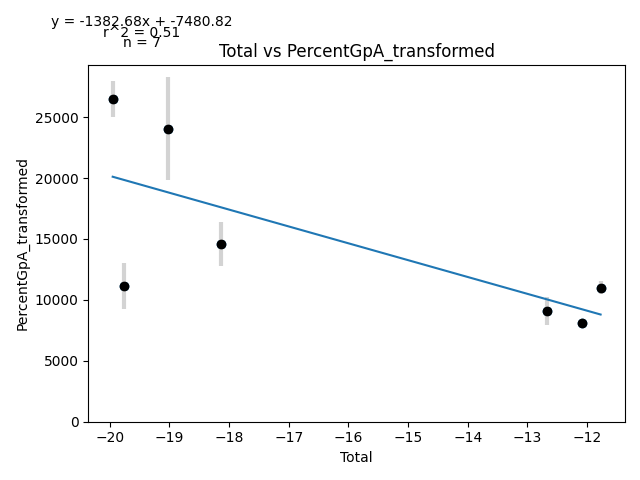 y = -1382.68x + -7480.82
r^2 = 0.51
n = 7
Total vs PercentGpA_transformed
PercentGpA_transformed
25000
20000
15000
10000
5000
0
−20 −19 −18 −17 −16 −15 −14 −13 −12
Total